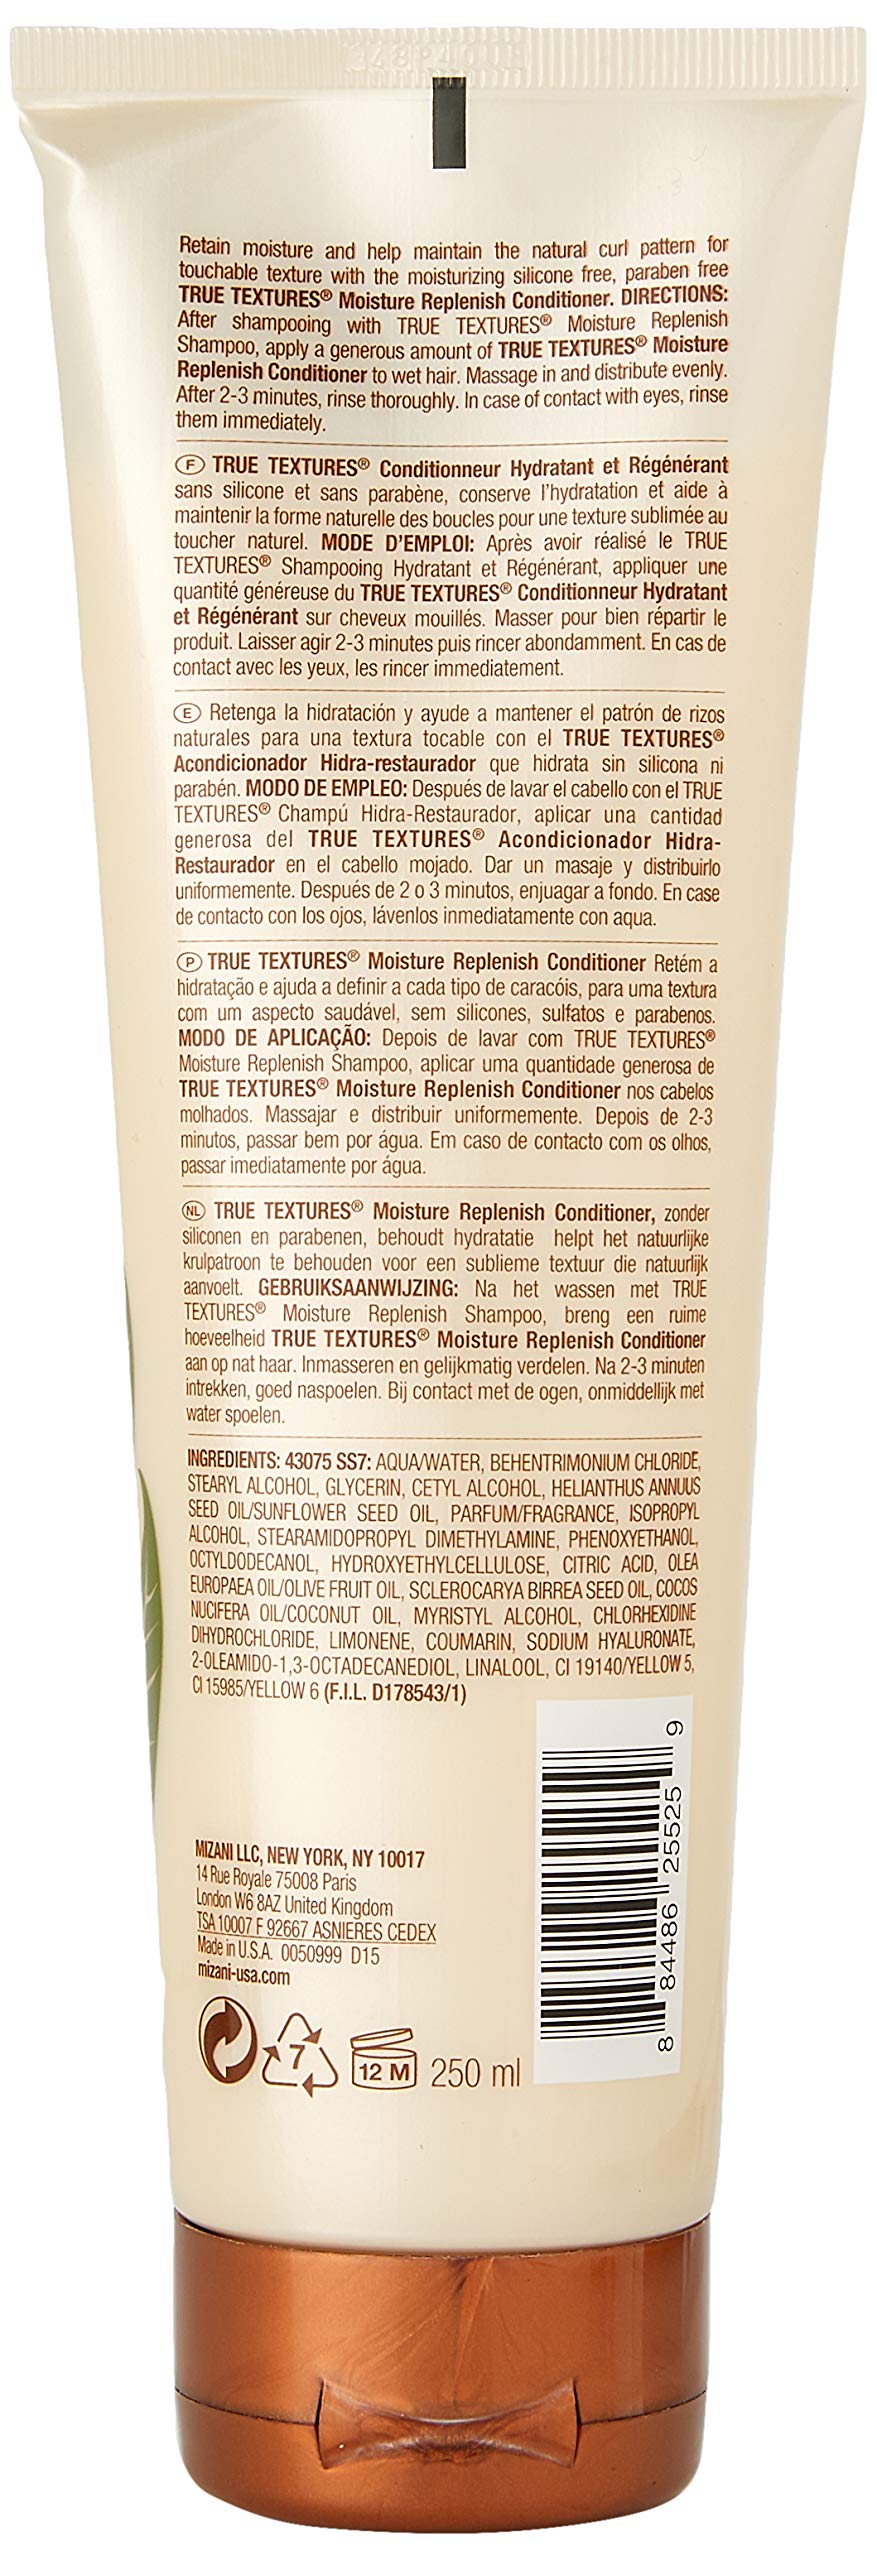 Retain moisture and help maintain the natural curl pattern for
touchable texture with the moisturizing silicone free, paraben free
TRUE TEXTURES® Moisture Replenish Conditioner. DIRECTIONS:
After shampooing with TRUE TEXTURES® Moisture Replenish
Shampoo, apply a generous amount of TRUE TEXTURES® Moisture
Replenish Conditioner to wet hair. Massage in and distribute evenly.
After 2-3 minutes, rinse thoroughly. In case of contact with eyes, rinse
them immediately.
F TRUE TEXTURES® Conditionneur Hydratant et Régénérant
sans silicone et sans parabène, conserve l'hydratation et aide à
maintenir la forme naturelle des boucles pour une texture sublimée au
toucher naturel. MODE D'EMPLOI: Après avoir réalisé le TRUE
TEXTURES® Shampooing Hydratant et Régénérant, appliquer une
quantité généreuse du TRUE TEXTURES® Conditionneur Hydratant
et Régénérant sur cheveux mouillés. Masser pour bien répartir le
produit. Laisser agir 2-3 minutes puis rincer abondamment. En cas de
contact avec les yeux, les rincer immediatement.
E Retenga la hidratación y ayude a mantener el patrón de rizos
naturales para una textura tocable con el TRUE TEXTURES®
Acondicionador Hidra-restaurador que hidrata sin silicona ni
parabén. MODO DE EMPLEO: Después de lavar el cabello con el TRUE
TEXTURES® Champú Hidra-Restaurador, aplicar una cantidad
generosa del TRUE TEXTURES® Acondicionador Hidra-
Restaurador en el cabello mojado. Dar un masaje y distribuirlo
uniformemente. Después de 2 o 3 minutos, enjuagar a fondo. En case
de contacto con los ojos, lávenlos inmediatamente con aqua.
P TRUE TEXTURES® Moisture Replenish Conditioner Retém a
hidratação e ajuda a definir a cada tipo de caracóis, para uma textura
com um aspecto saudável, sem silicones, sulfatos e parabenos.
MODO DE APLICAÇÃO: Depois de lavar com TRUE TEXTURES®
Moisture Replenish Shampoo, aplicar uma quantidade generosa de
TRUE TEXTURES® Moisture Replenish Conditioner nos cabelos
molhados. Massajar e distribuir uniformemente. Depois de 2-3
minutos, passar bem por água. Em caso de contacto com os olhos,
passar imediatamente por água.
NL TRUE TEXTURES® Moisture Replenish Conditioner, zonder
siliconen en parabenen, behoudt hydratatie helpt het natuurlijke
krulpatroon te behouden voor een sublieme textuur die natuurlijk
aanvoelt. GEBRUIKSAANWIJZING: Na het wassen met TRUE
TEXTURES® Moisture Replenish Shampoo, breng een ruime
hoeveelheid TRUE TEXTURES® Moisture Replenish Conditioner
aan op nat haar. Inmasseren en gelijkmatig verdelen. Na 2-3 minuten
intrekken, goed naspoelen. Bij contact met de ogen, onmiddellijk met
water spoelen.
INGREDIENTS: 43075 SS7: AQUA/WATER, BEHENTRIMONIUM CHLORIDE,
STEARYL ALCOHOL, GLYCERIN, CETYL ALCOHOL, HELIANTHUS ANNUUS
SEED OIL/SUNFLOWER SEED OIL, PARFUM/FRAGRANCE, ISOPROPYL
ALCOHOL, STEARAMIDOPROPYL DIMETHYLAMINE, PHENOXYETHANOL,
OCTYLDODECANOL, HYDROXYETHYLCELLULOSE, CITRIC ACID, OLEA
EUROPAEA OIL/OLIVE FRUIT OIL, SCLEROCARYA BIRREA SEED OIL, COCOS
NUCIFERA OIL/COCONUT OIL, MYRISTYL ALCOHOL, CHLORHEXIDINE
DIHYDROCHLORIDE, LIMONENE, COUMARIN, SODIUM HYALURONATE,
2-OLEAMIDO-1,3-OCTADECANEDIOL, LINALOOL, CI 19140/YELLOW 5,
CI 15985/YELLOW 6 (F.I.L. D178543/1)
MIZANI LLC, NEW YORK, NY 10017
14 Rue Royale 75008 Paris
London W6 8AZ United Kingdom
TSA 10007 F 92667 ASNIERES CEDEX
Made in U.S.A. 0050999 D15
mizani-usa.com
7
12 M
250 ml
8 84486 25525 9